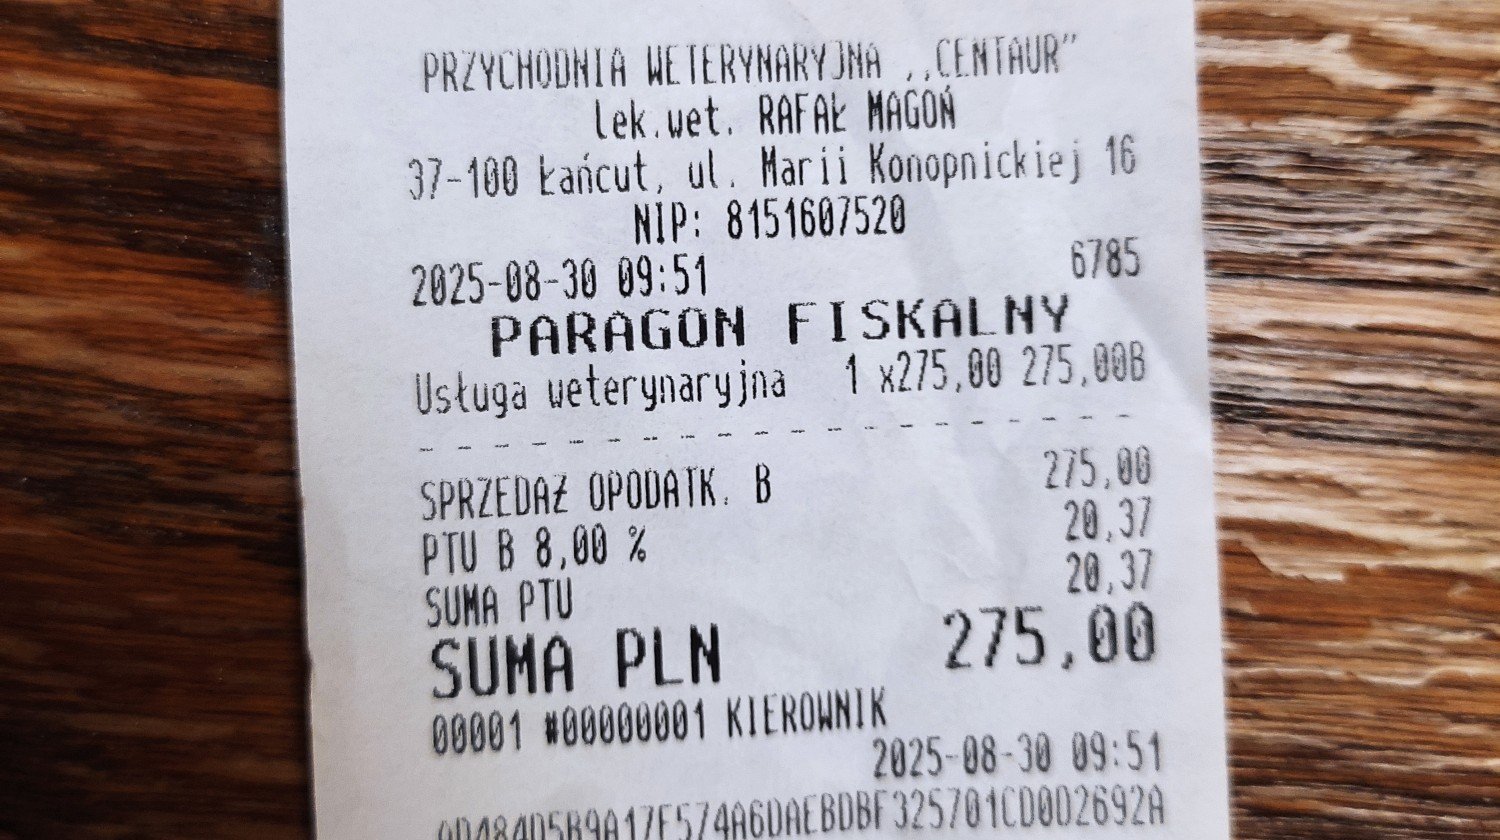 PRZYCHODNIA WETERYNARYJNA ,,CENTAUR"
lek.wet. RAFAŁ MAGOŃ
37-100 Łańcut, ul. Marii Konopnickiej 16
NIP: 8151607520
2025-08-30 09:51 6785
PARAGON FISKALNY
Usługa weterynaryjna 1 x275,00 275,00B
SPRZEDAŻ OPODATK. B 275,00
PTU B 8,00 % 20,37
SUMA PTU 20,37
SUMA PLN 275,00
00001 #00000001 KIEROWNIK
2025-08-30 09:51